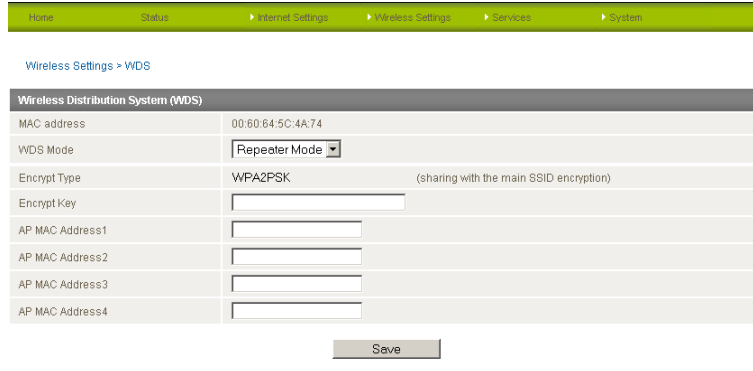 Home Status Internet Settings Wireless Settings Services System
Wireless Settings > WDS
Wireless Distribution System (WDS)
MAC address 00:60:64:5C:4A:74
WDS Mode Repeater Mode
Encrypt Type WPA2PSK (sharing with the main SSID encryption)
Encrypt Key
AP MAC Address1
AP MAC Address2
AP MAC Address3
AP MAC Address4
Save